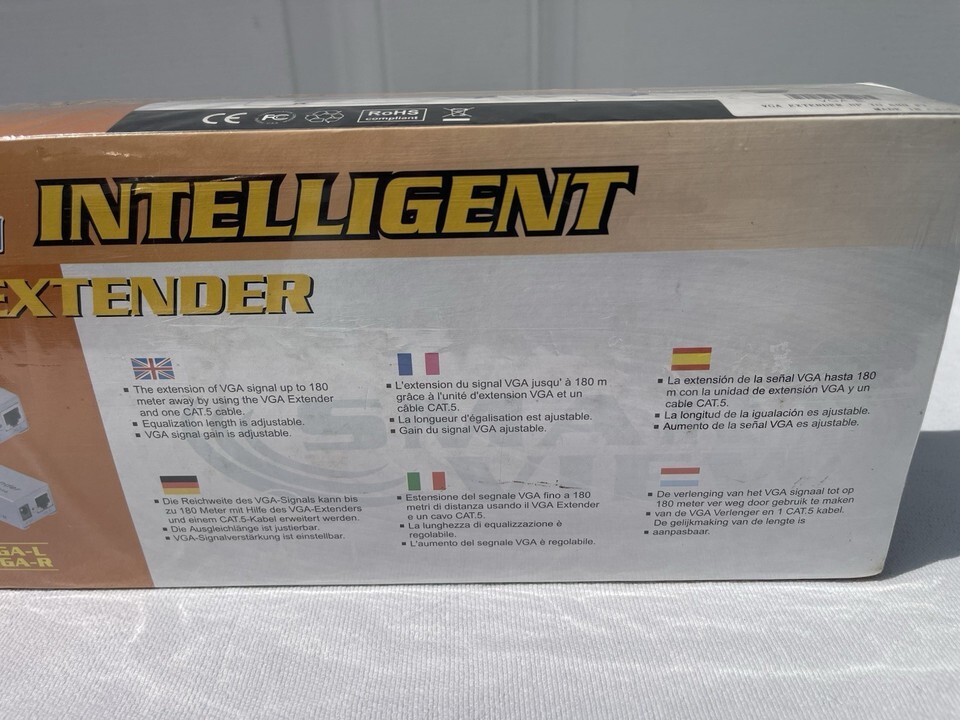 CE FC RoHS
compliant
VGA EXTENDER UP TO
MADE IN
INTELLIGENT
EXTENDER
The extension of VGA signal up to 180
meter away by using the VGA Extender
and one CAT.5 cable.
Equalization length is adjustable.
VGA signal gain is adjustable.
L'extension du signal VGA jusqu' à 180 m
grâce à l'unité d'extension VGA et un
câble CAT.5.
La longueur d'égalisation est ajustable.
Gain du signal VGA ajustable.
La extensión de la señal VGA hasta 180
m con la unidad de extensión VGA y un
cable CAT.5.
La longitud de la igualación es ajustable.
Aumento de la señal VGA es ajustable.
Die Reichweite des VGA-Signals kann bis
zu 180 Meter mit Hilfe des VGA-Extenders
und einem CAT.5-Kabel erweitert werden.
Die Ausgleichlänge ist justierbar.
VGA-Signalverstärkung ist einstellbar.
Estensione del segnale VGA fino a 180
metri di distanza usando il VGA Extender
e un cavo CAT.5.
La lunghezza di equalizzazione è
regolabile.
L'aumento del segnale VGA è regolabile.
De verlenging van het VGA signaal tot op
180 meter ver weg door gebruik te maken
van de VGA Verlenger en 1 CAT.5 kabel.
De gelijkmaking van de lengte is
aanpasbaar.
GA-L
GA-R